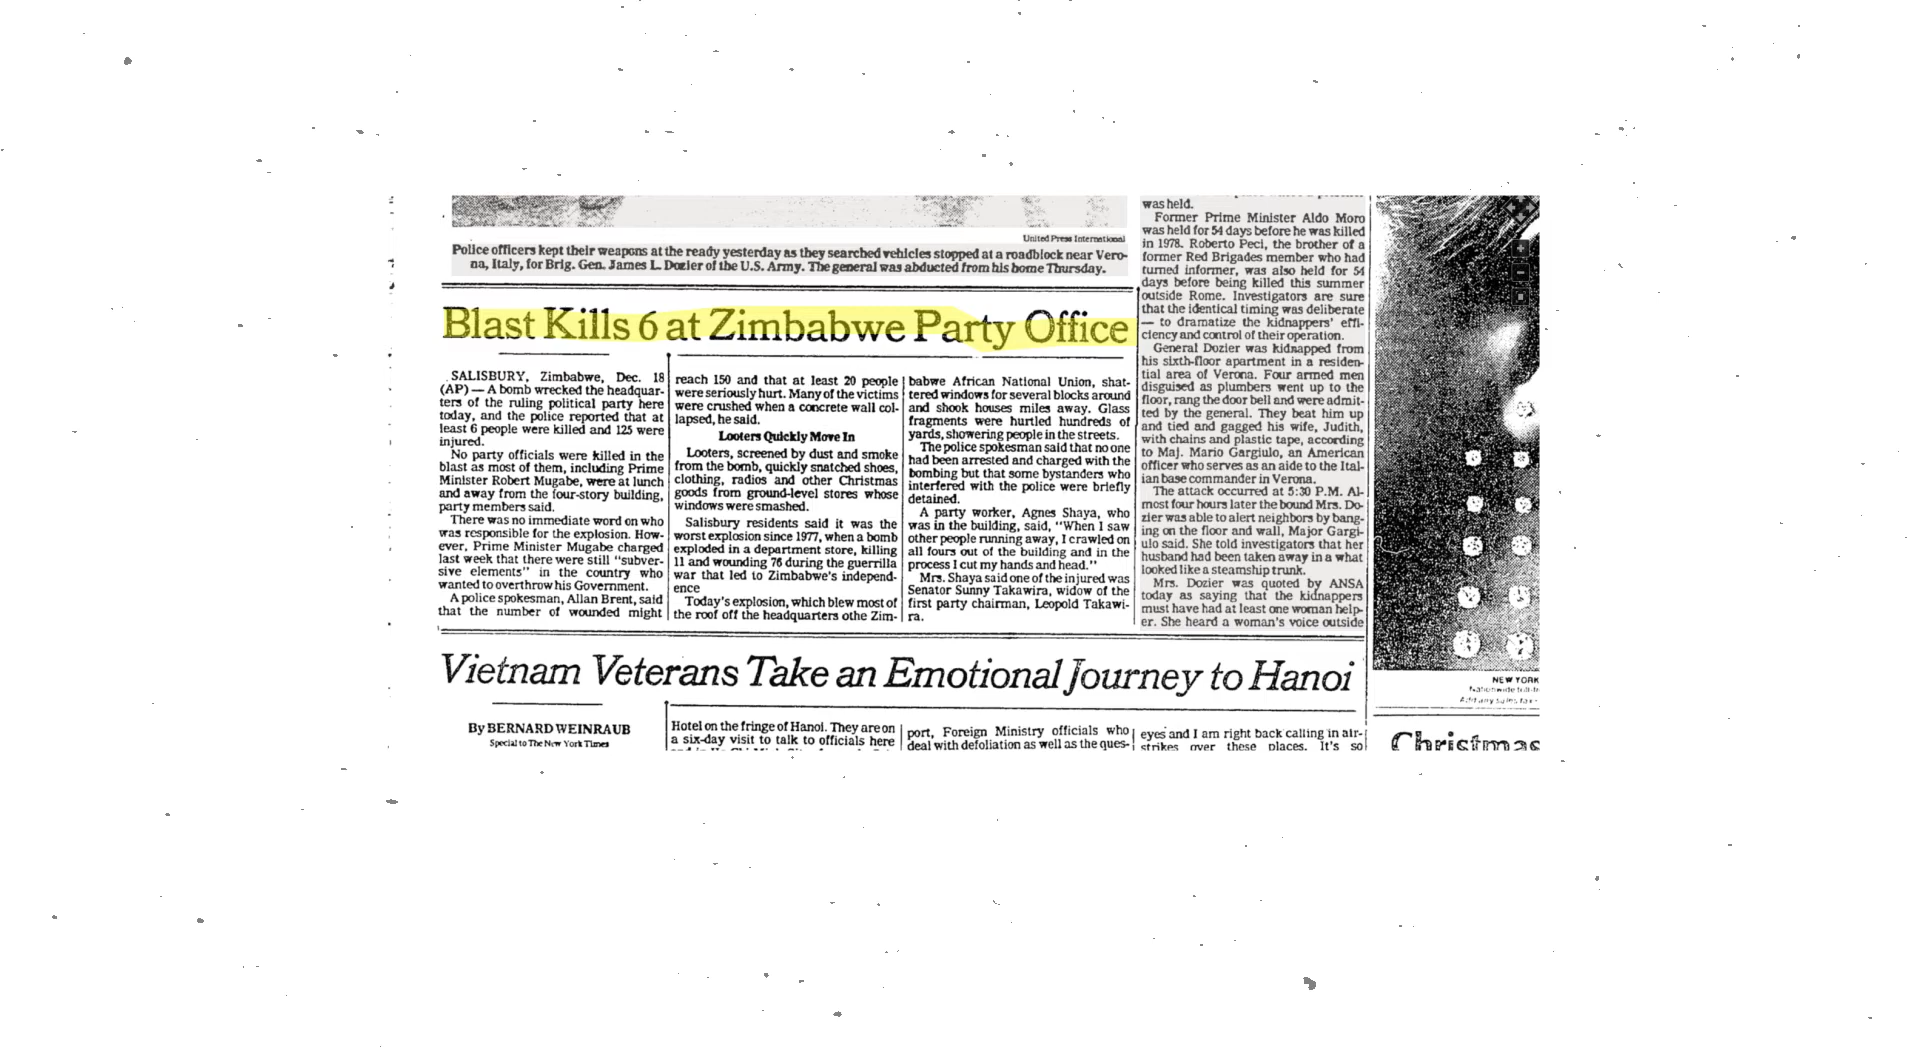 United Press International
Police officers kept their weapons at the ready yesterday as they searched vehicles stopped at a roadblock near Vero-
na, Italy, for Brig. Gen. James L. Dozier of the U.S. Army. The general was abducted from his home Thursday.
Blast Kills 6 at Zimbabwe Party Office
SALISBURY, Zimbabwe, Dec. 18
(AP) — A bomb wrecked the headquar-
ters of the ruling political party here
today, and the police reported that at
least 6 people were killed and 125 were
injured.
No party officials were killed in the
blast as most of them, including Prime
Minister Robert Mugabe, were at lunch
and away from the four-story building,
party members said.
There was no immediate word on who
was responsible for the explosion. How-
ever, Prime Minister Mugabe charged
last week that there were still "subver-
sive elements" in the country who
wanted to overthrow his Government.
A police spokesman, Allan Brent, said
that the number of wounded might
reach 150 and that at least 20 people
were seriously hurt. Many of the victims
were crushed when a concrete wall col-
lapsed, he said.
Looters Quickly Move In
Looters, screened by dust and smoke
from the bomb, quickly snatched shoes,
clothing, radios and other Christmas
goods from ground-level stores whose
windows were smashed.
Salisbury residents said it was the
worst explosion since 1977, when a bomb
exploded in a department store, killing
11 and wounding 76 during the guerrilla
war that led to Zimbabwe's independ-
ence
Today's explosion, which blew most of
the roof off the headquarters othe Zim-
babwe African National Union, shat-
tered windows for several blocks around
and shook houses miles away. Glass
fragments were hurtled hundreds of
yards, showering people in the streets.
The police spokesman said that no one
had been arrested and charged with the
bombing but that some bystanders who
interfered with the police were briefly
detained.
A party worker, Agnes Shaya, who
was in the building, said, "When I saw
other people running away, I crawled on
all fours out of the building and in the
process I cut my hands and head."
Mrs. Shaya said one of the injured was
Senator Sunny Takawira, widow of the
first party chairman, Leopold Takawi-
ra.
was held.
Former Prime Minister Aldo Moro
was held for 54 days before he was killed
in 1978. Roberto Peci, the brother of a
former Red Brigades member who had
turned informer, was also held for 54
days before being killed this summer
outside Rome. Investigators are sure
that the identical timing was deliberate
— to dramatize the kidnappers' effi-
ciency and control of their operation.
General Dozier was kidnapped from
his sixth-floor apartment in a residen-
tial area of Verona. Four armed men
disguised as plumbers went up to the
floor, rang the door bell and were admit-
ted by the general. They beat him up
and tied and gagged his wife, Judith,
with chains and plastic tape, according
to Maj. Mario Gargiulo, an American
officer who serves as an aide to the Ital-
ian base commander in Verona.
The attack occurred at 5:30 P.M. Al-
most four hours later the bound Mrs. Do-
zier was able to alert neighbors by bang-
ing on the floor and wall, Major Gargi-
ulo said. She told investigators that her
husband had been taken away in a what
looked like a steamship trunk.
Mrs. Dozier was quoted by ANSA
today as saying that the kidnappers
must have had at least one woman help-
er. She heard a woman's voice outside
Vietnam Veterans Take an Emotional Journey to Hanoi
By BERNARD WEINRAUB
Special to The New York Times
Hotel on the fringe of Hanoi. They are on
a six-day visit to talk to officials here
port, Foreign Ministry officials who
deal with defoliation as well as the ques-
eyes and I am right back calling in air-
strikes over these places. It's so
NEW YORK
Christmas